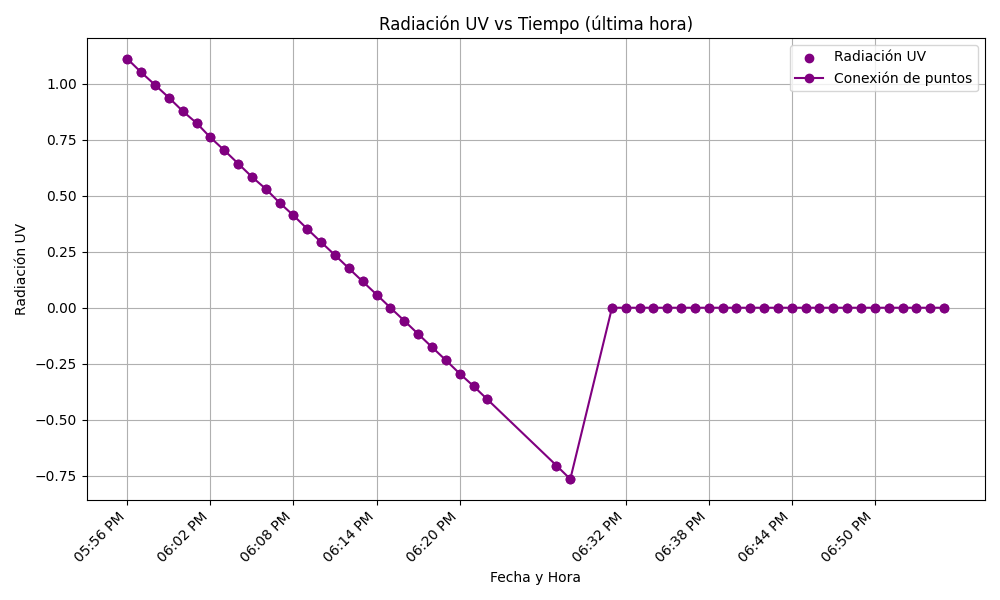 Radiación UV vs Tiempo (última hora)
Radiación UV
Conexión de puntos
Radiación UV
1.00
0.75
0.50
0.25
0.00
−0.25
−0.50
−0.75
05:56 PM
06:02 PM
06:08 PM
06:14 PM
06:20 PM
06:32 PM
06:38 PM
06:44 PM
06:50 PM
Fecha y Hora